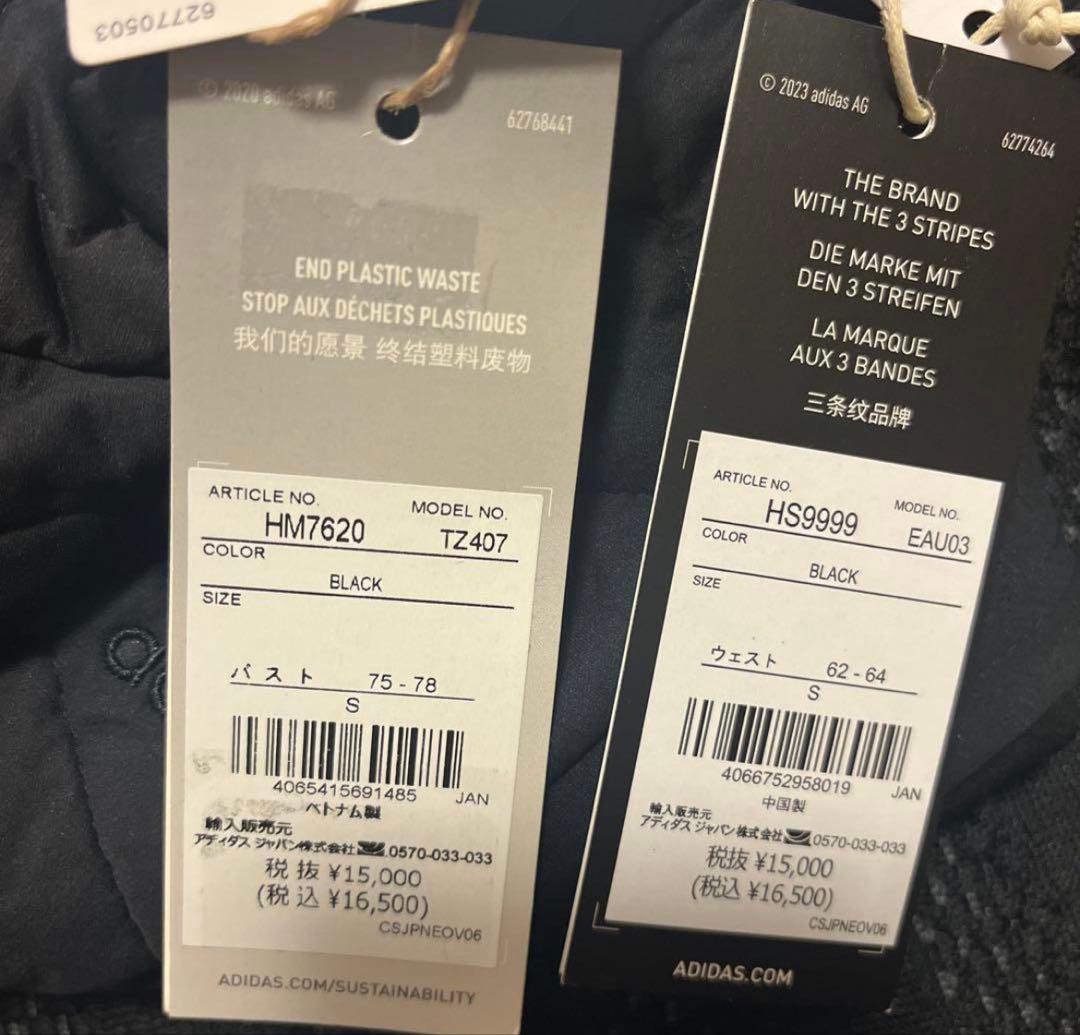 62770503
© 2020 adidas AG
62768441
END PLASTIC WASTE
STOP AUX DÉCHETS PLASTIQUES
我们的愿景 终结塑料废物
ARTICLE NO.
MODEL NO.
HM7620
TZ407
COLOR
BLACK
SIZE
バスト 75 - 78
S
4065415691485 JAN
ベトナム製
輸入販売元
アディダス ジャパン株式会社 0570-033-033
税抜 ¥15,000
(税込 ¥16,500)
CSJPNEOV06
ADIDAS.COM/SUSTAINABILITY
© 2023 adidas AG
62774264
THE BRAND
WITH THE 3 STRIPES
DIE MARKE MIT
DEN 3 STREIFEN
LA MARQUE
AUX 3 BANDES
三条纹品牌
ARTICLE NO.
MODEL NO.
HS9999
EAU03
COLOR
BLACK
SIZE
ウェスト 62 - 64
S
4066752958019 JAN
中国製
輸入販売元
アディダス ジャパン株式会社 0570-033-033
税抜 ¥15,000
(税込 ¥16,500)
CSJPNEOV06
ADIDAS.COM